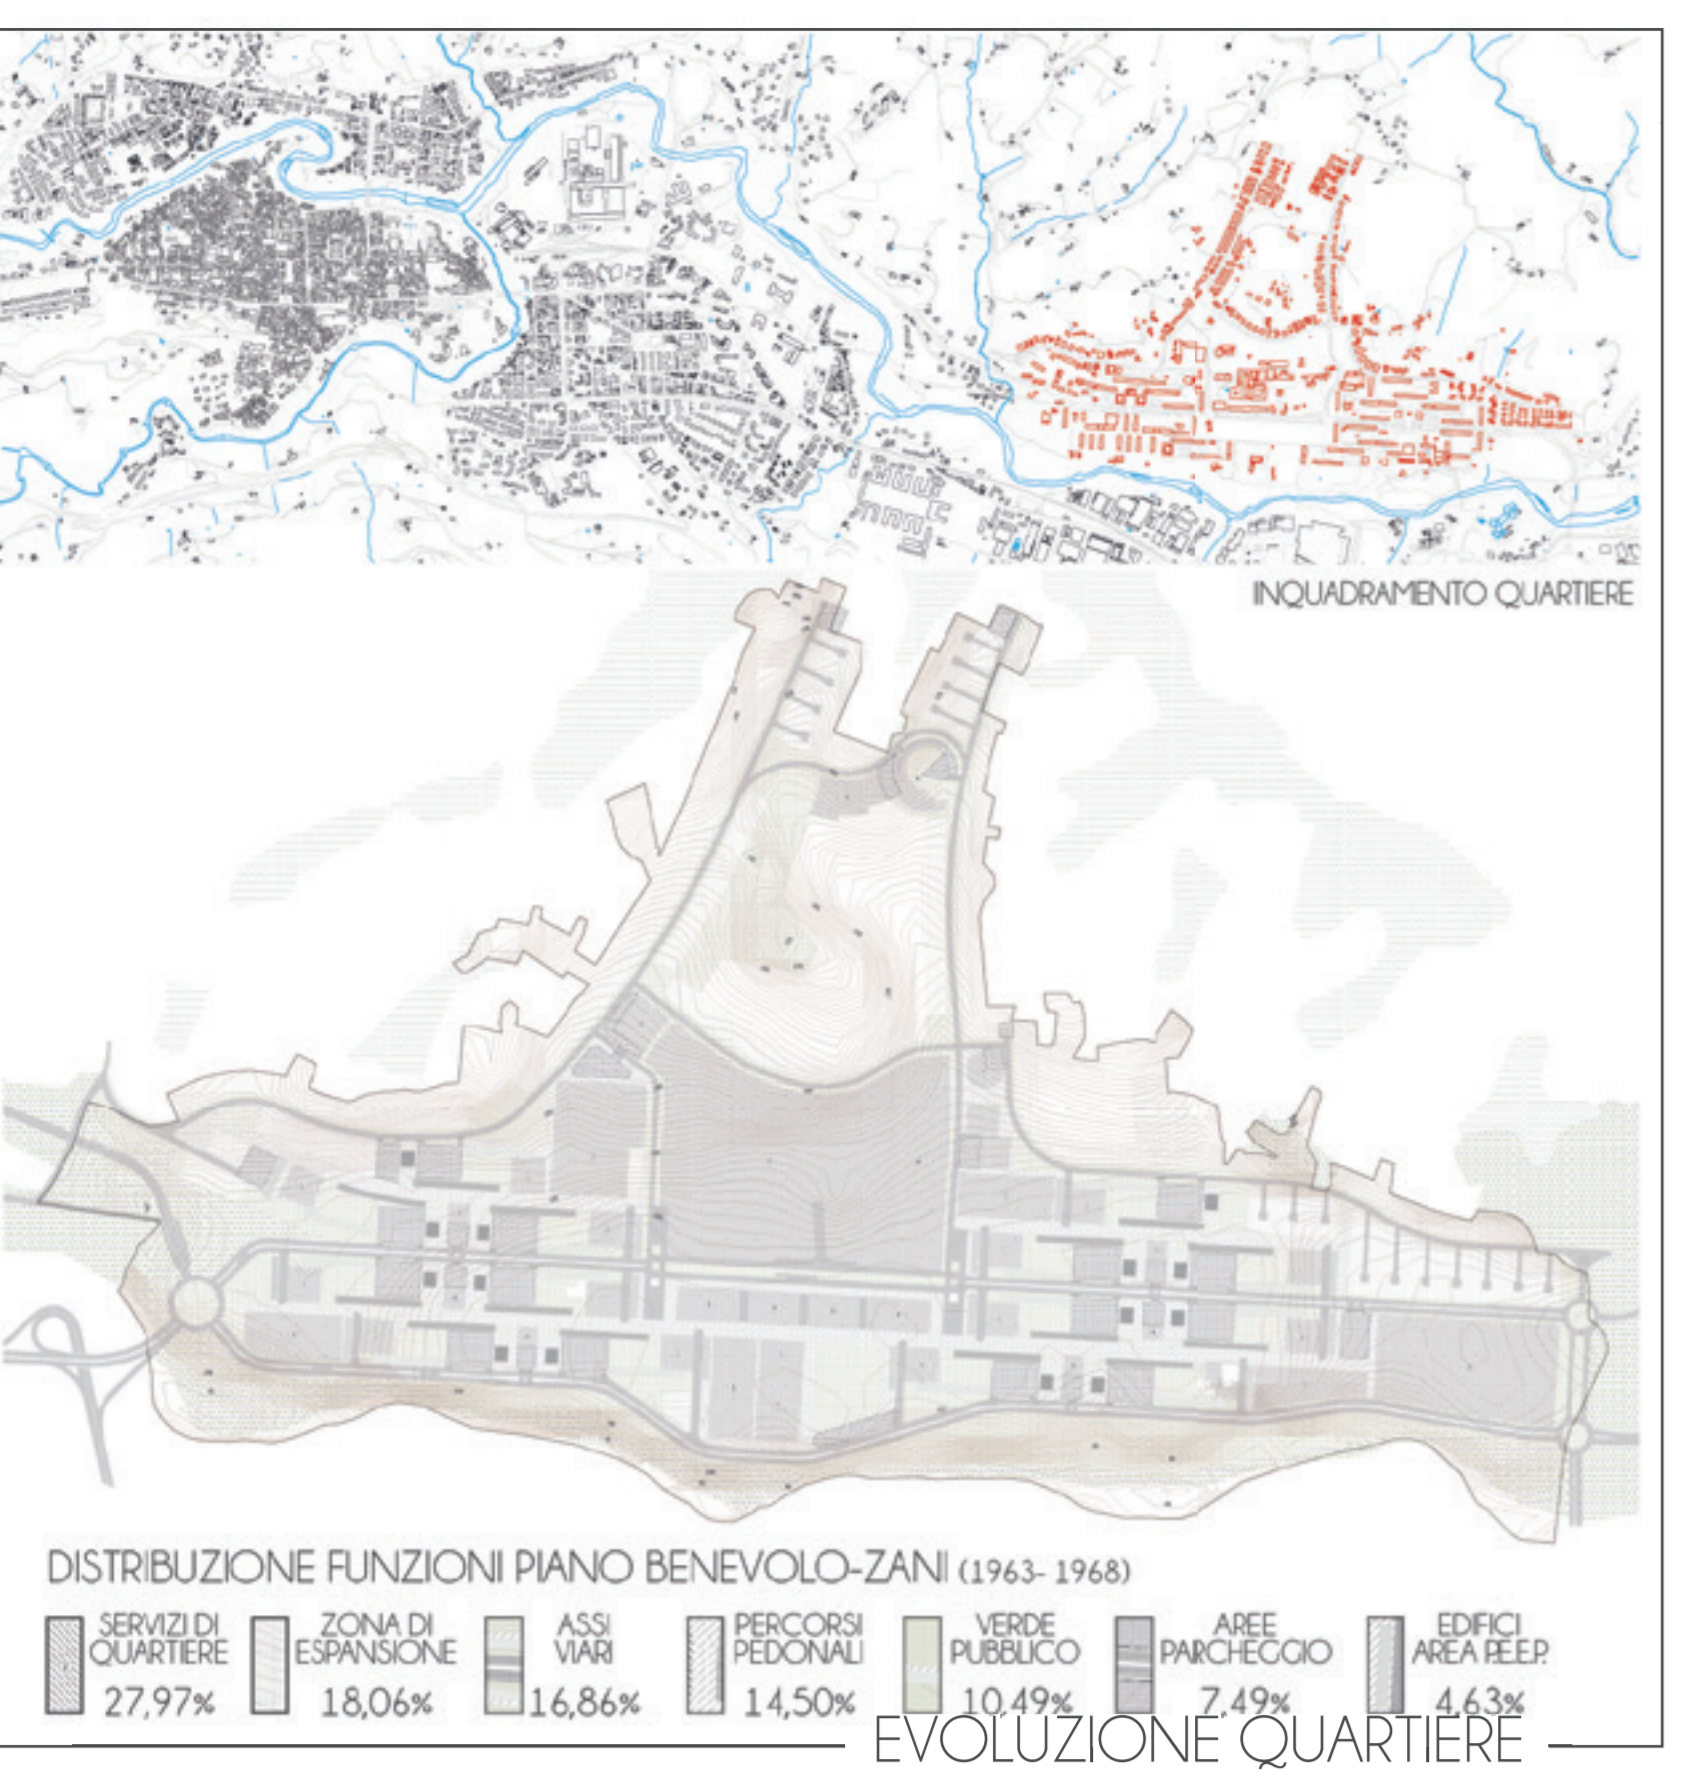 INQUADRAMENTO QUARTIERE
DISTRIBUZIONE FUNZIONI PIANO BENEVOLO-ZANI (1963- 1968)
SERVIZI DI
QUARTIERE
27,97%
ZONA DI
ESPANSIONE
18,06%
ASSI
VIARI
16,86%
PERCORSI
PEDONALI
14,50%
VERDE
PUBBLICO
10,49%
AREE
PARCHEGGIO
7,49%
EDIFICI
AREA P.E.E.P.
4,63%
EVOLUZIONE QUARTIERE